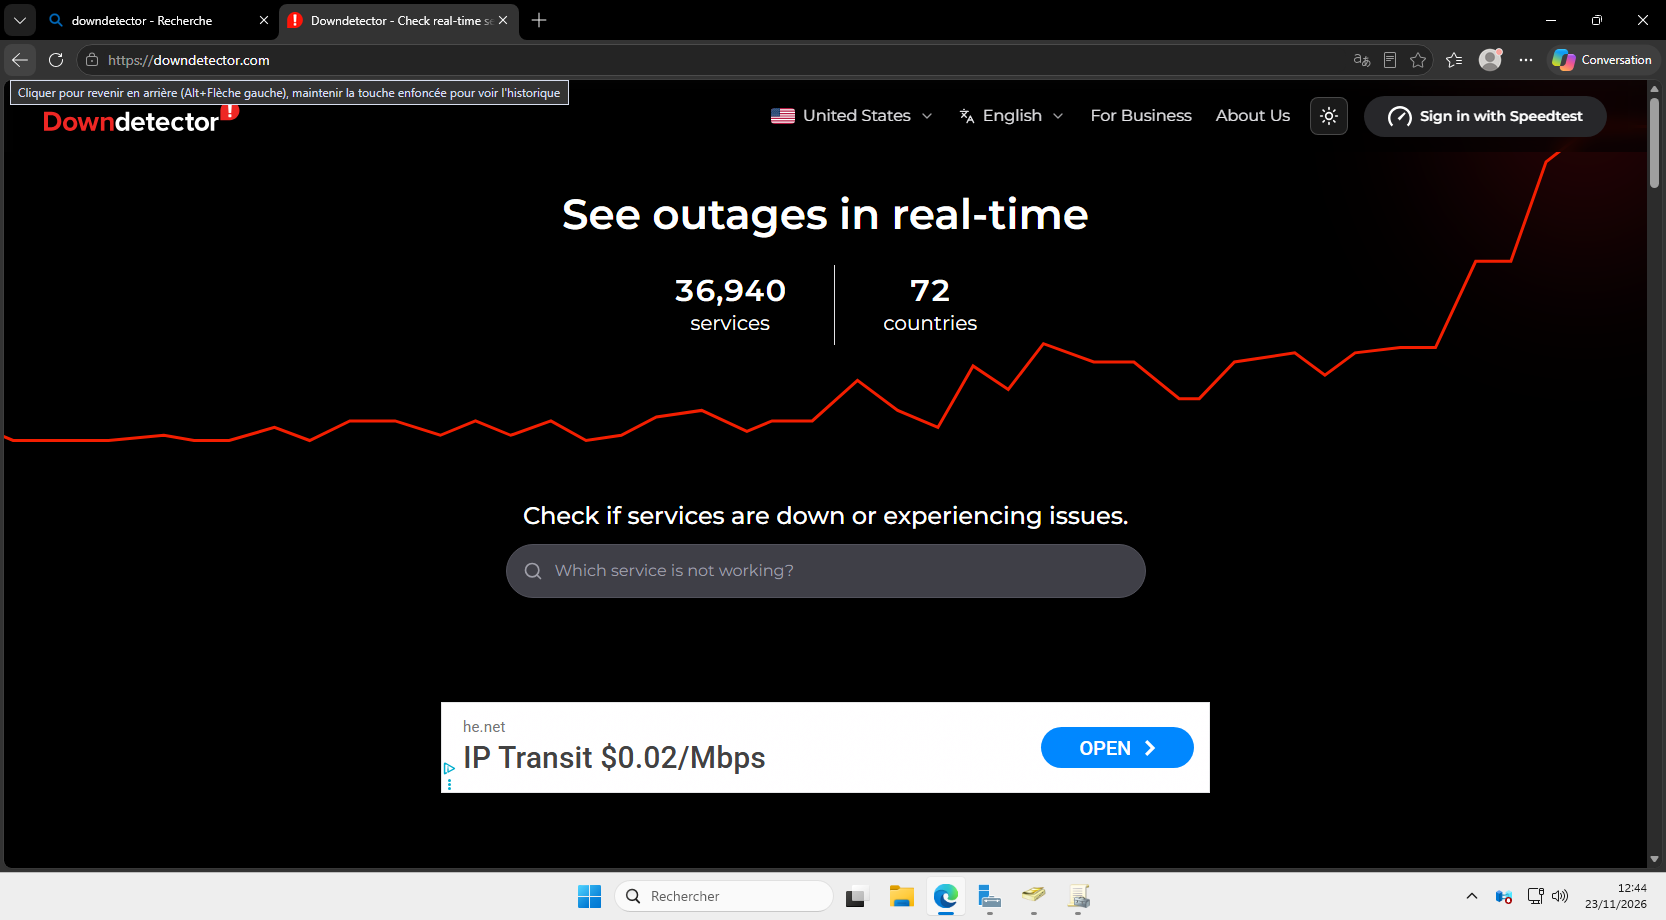 downdetector - Recherche
Downdetector - Check real-time se
https://downdetector.com
Conversation
Cliquer pour revenir en arrière (Alt+Flèche gauche), maintenir la touche enfoncée pour voir l'historique
Downdetector
United States
English
For Business
About Us
Sign in with Speedtest
See outages in real-time
36,940
services
72
countries
Check if services are down or experiencing issues.
Which service is not working?
he.net
IP Transit $0.02/Mbps
OPEN
Rechercher
12:44
23/11/2026